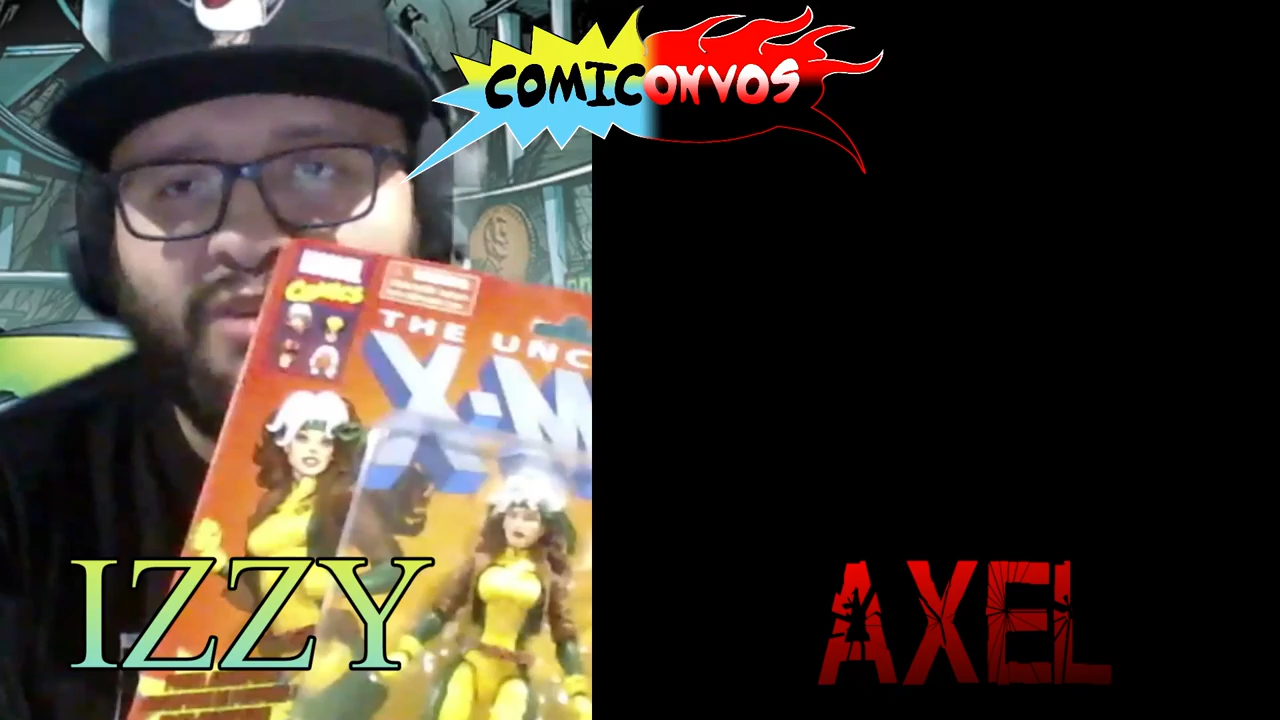 COMICONVOS
MARVEL
COMICS
THE UNC
X-M
IZZY
AXEL